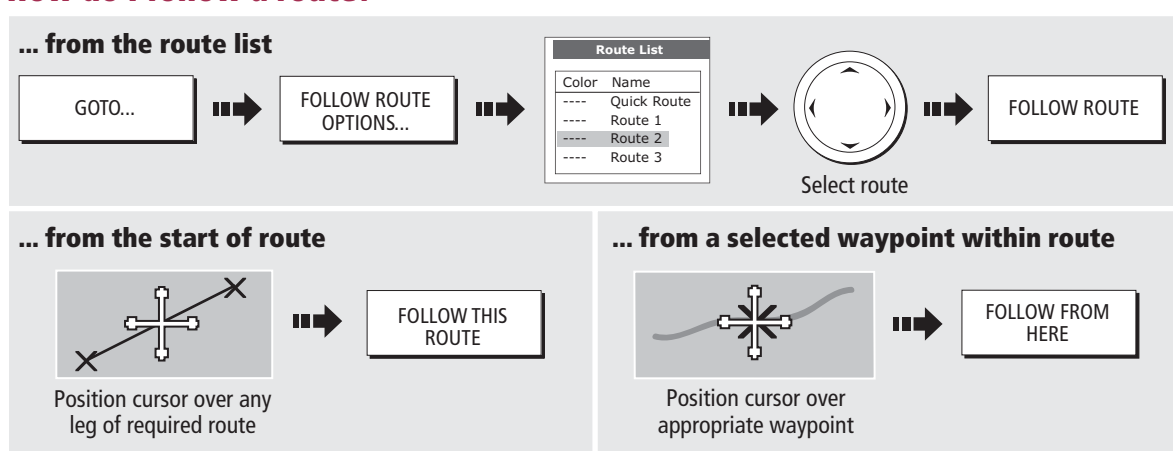 ... from the route list
GOTO...
FOLLOW ROUTE
OPTIONS...
Route List
Color Name
---- Quick Route
---- Route 1
---- Route 2
---- Route 3
Select route
FOLLOW ROUTE
... from the start of route
Position cursor over any
leg of required route
FOLLOW THIS
ROUTE
... from a selected waypoint within route
Position cursor over
appropriate waypoint
FOLLOW FROM
HERE